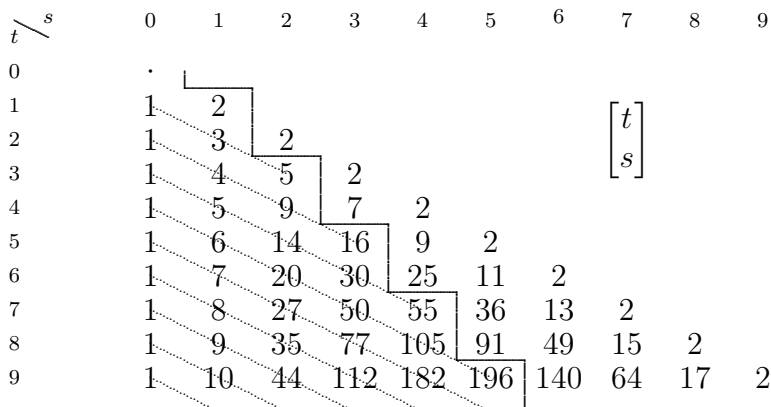 s 0 1 2 3 4 5 6 7 8 9
t
0 ·
1 1 2
2 1 3 2
3 1 4 5 2
4 1 5 9 7 2
5 1 6 14 16 9 2
6 1 7 20 30 25 11 2
7 1 8 27 50 55 36 13 2
8 1 9 35 77 105 91 49 15 2
9 1 10 44 112 182 196 140 64 17 2
[t
s]